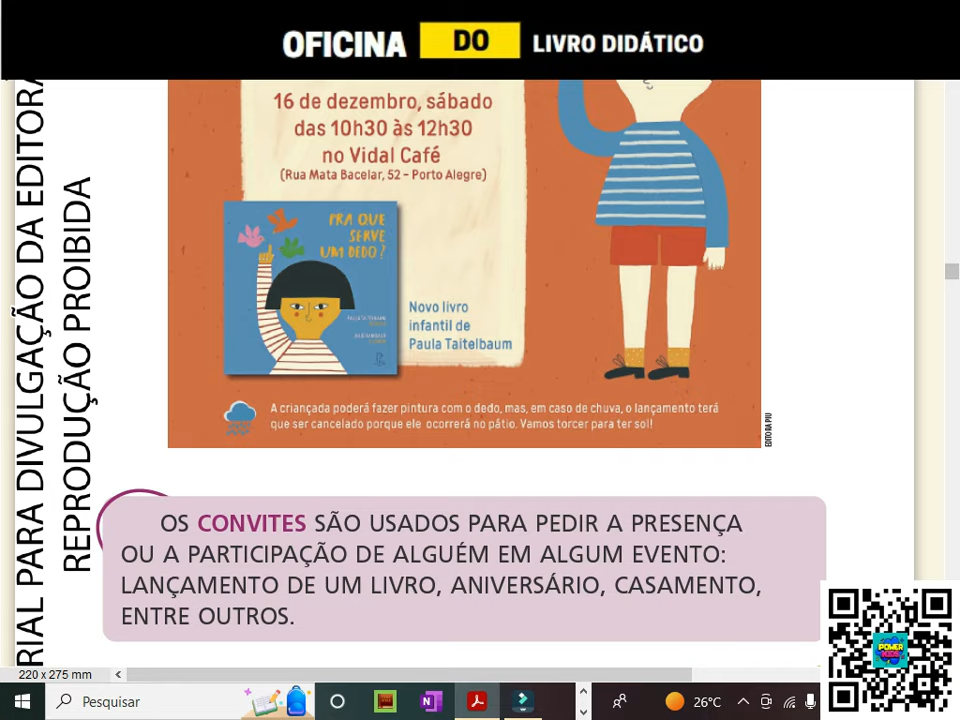 OFICINA DO LIVRO DIDÁTICO
RIAL PARA DIVULGAÇÃO DA EDITORA
REPRODUÇÃO PROIBIDA
16 de dezembro, sábado
das 10h30 às 12h30
no Vidal Café
(Rua Mata Bacelar, 52 - Porto Alegre)
PRA QUE
SERVE
UM DEDO?
Novo livro
infantil de
Paula Taitelbaum
A criançada poderá fazer pintura com o dedo, mas, em caso de chuva, o lançamento terá
que ser cancelado porque ele ocorrerá no pátio. Vamos torcer para ter sol!
EDITORA PIU
OS CONVITES SÃO USADOS PARA PEDIR A PRESENÇA
OU A PARTICIPAÇÃO DE ALGUÉM EM ALGUM EVENTO:
LANÇAMENTO DE UM LIVRO, ANIVERSÁRIO, CASAMENTO,
ENTRE OUTROS.
POWER
KIDS
220 x 275 mm
Pesquisar
26°C